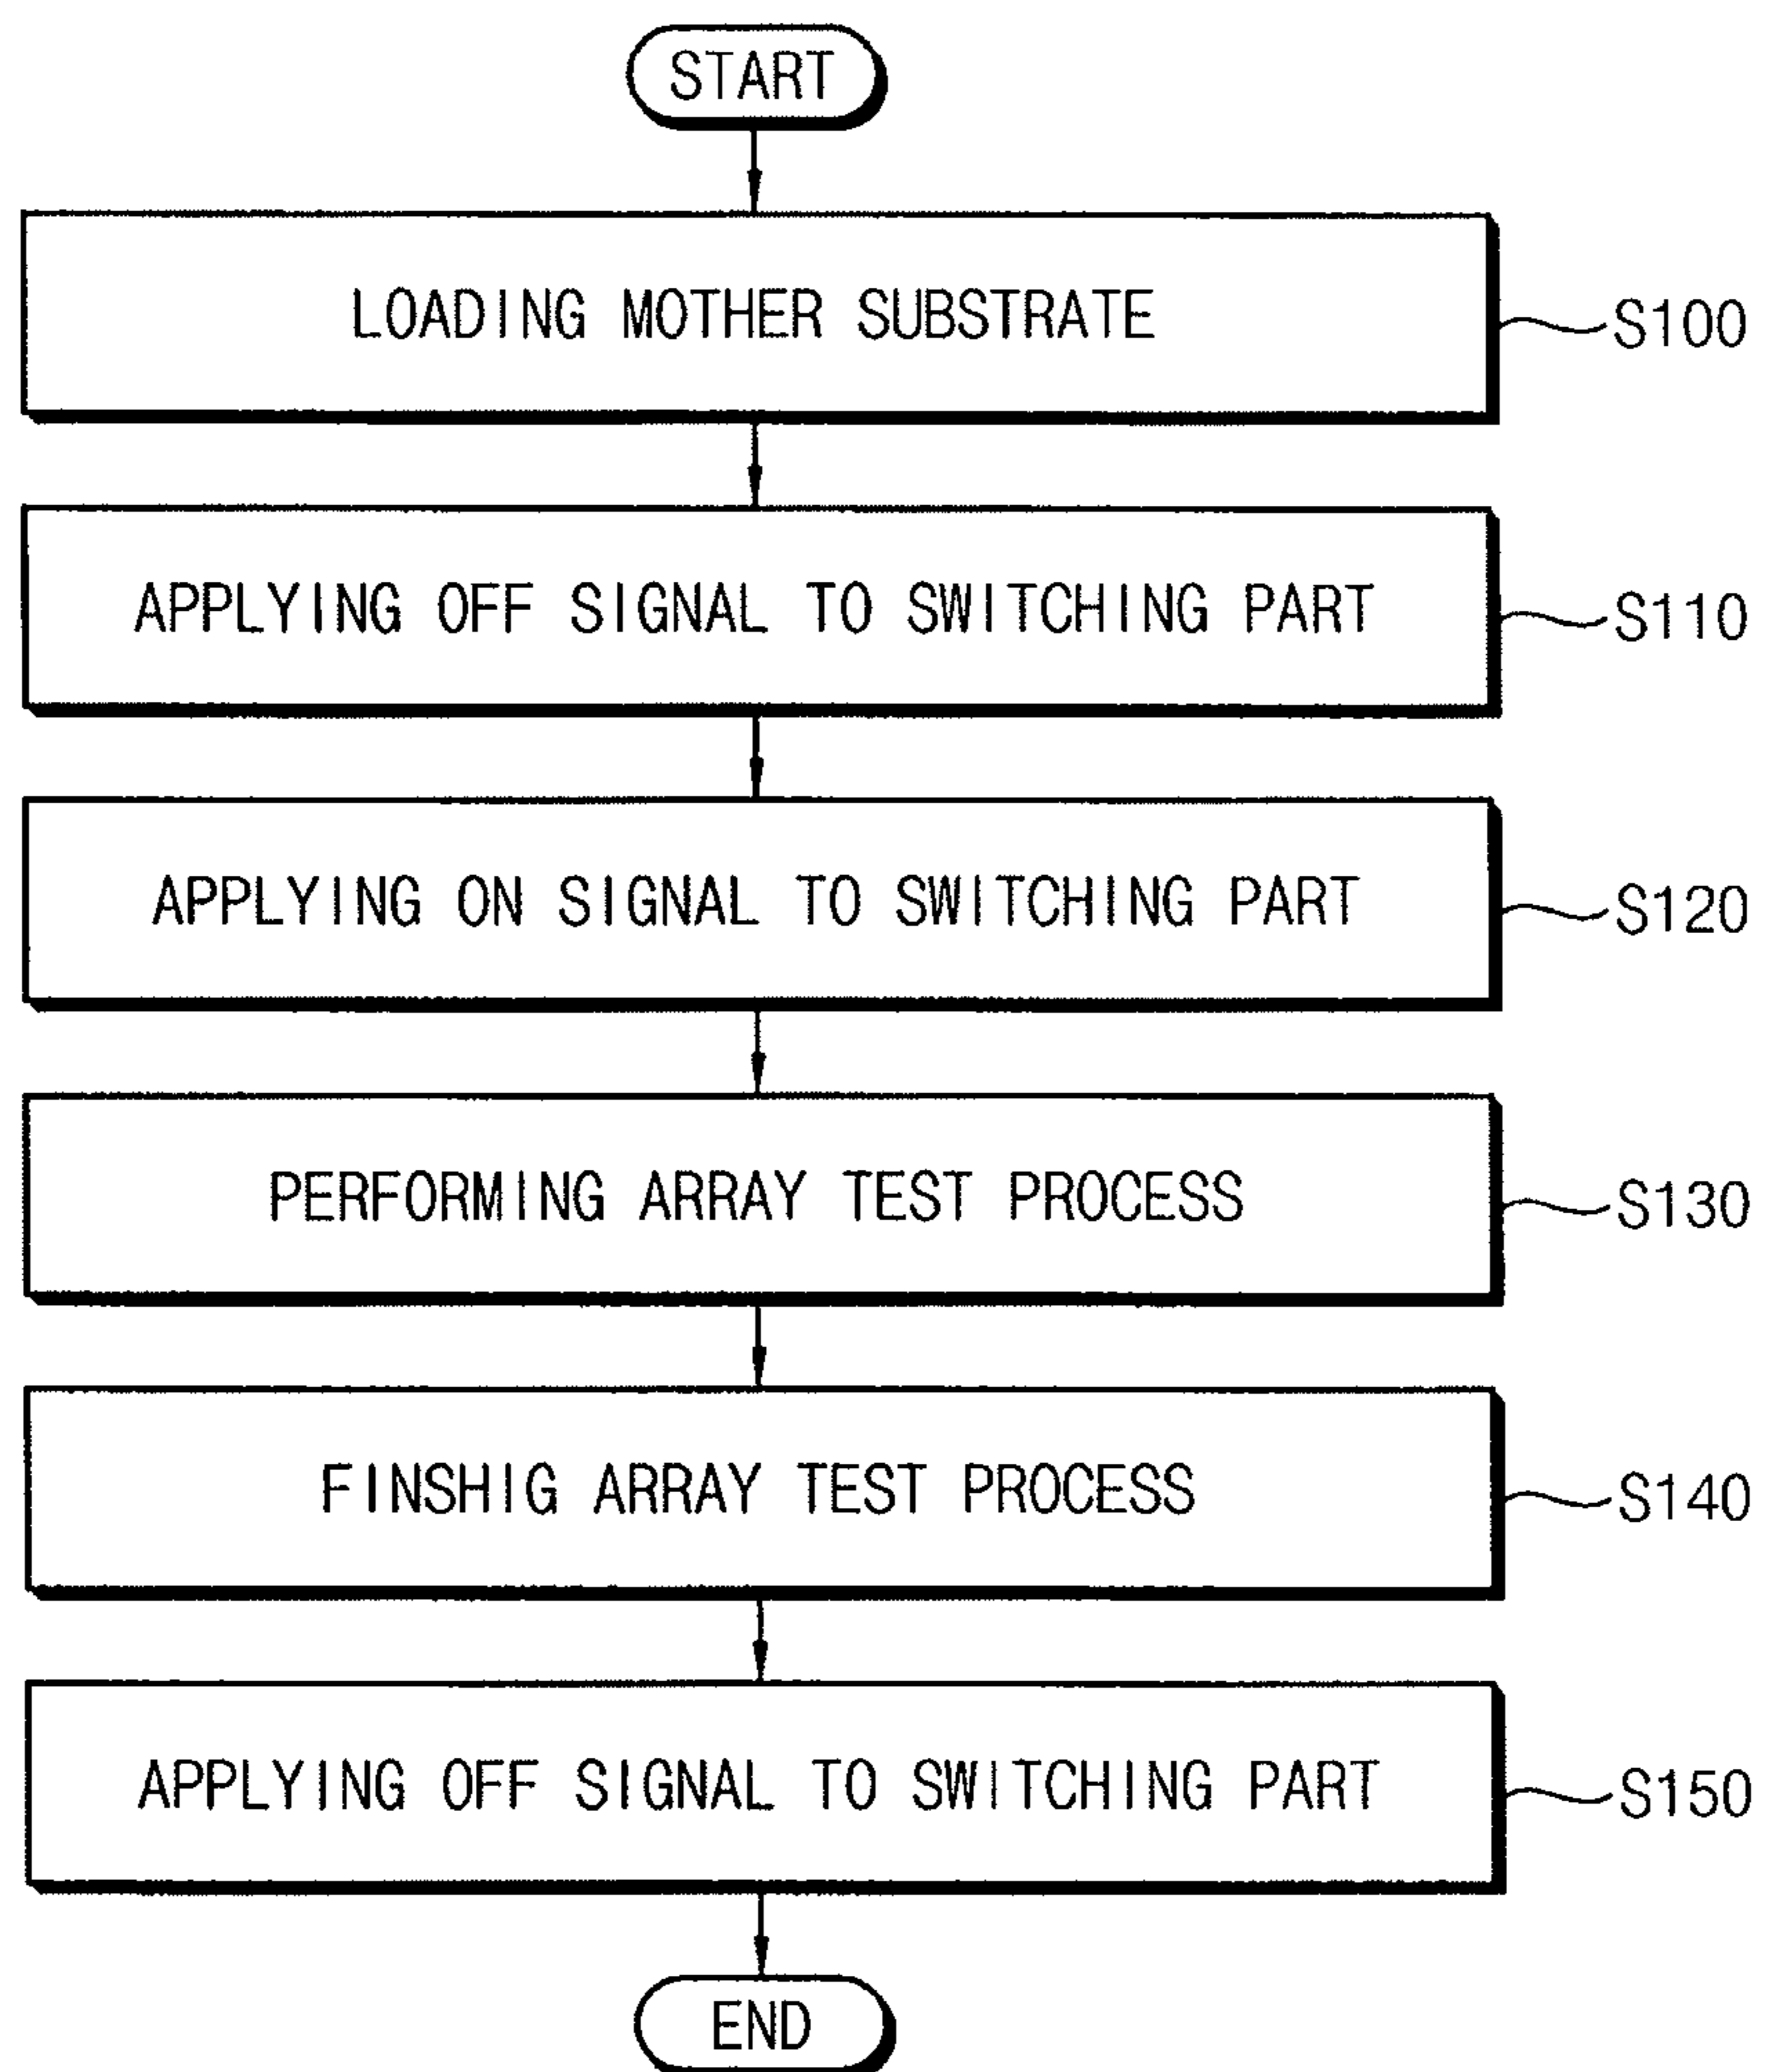 START
LOADING MOTHER SUBSTRATE
S100
APPLYING OFF SIGNAL TO SWITCHING PART
S110
APPLYING ON SIGNAL TO SWITCHING PART
S120
PERFORMING ARRAY TEST PROCESS
S130
FINSHIG ARRAY TEST PROCESS
S140
APPLYING OFF SIGNAL TO SWITCHING PART
S150
END